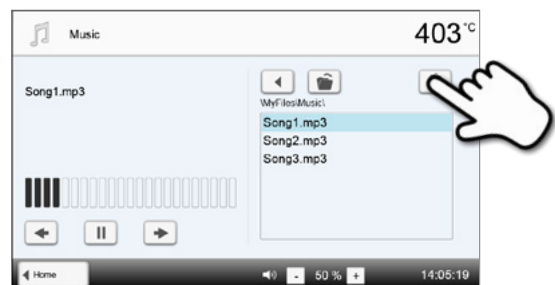 Music
403 °C
Song1.mp3
\MyFiles\Music\
Song1.mp3
Song2.mp3
Song3.mp3
Home
- 50 % +
14:05:19